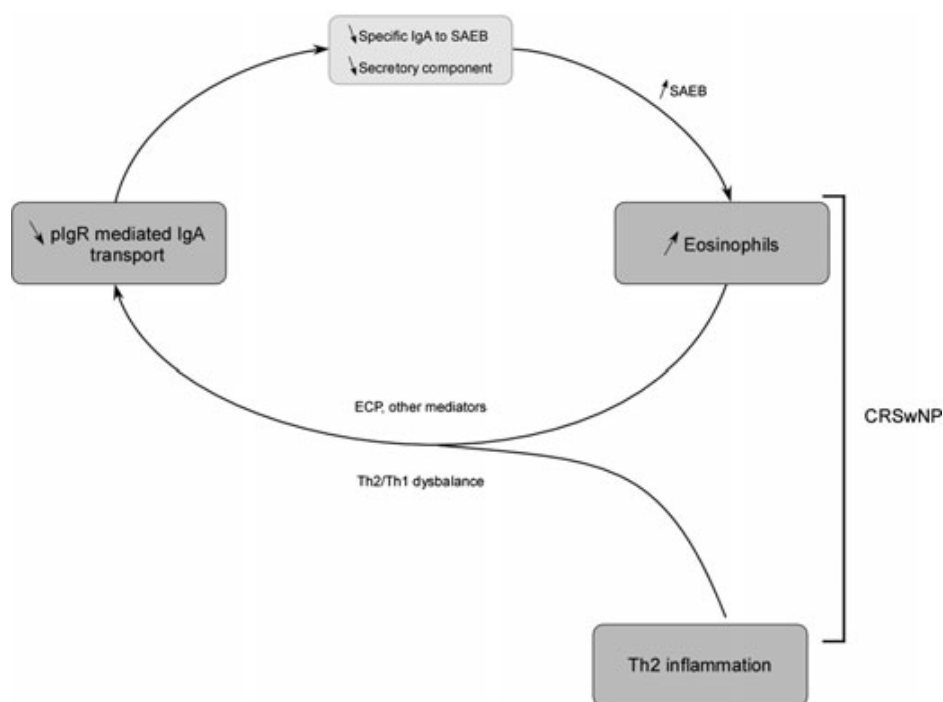 ↘Specific IgA to SAEB
↘Secretory component
↗SAEB
↘ pIgR mediated IgA
transport
↗ Eosinophils
ECP, other mediators
CRSwNP
Th2/Th1 dysbalance
Th2 inflammation